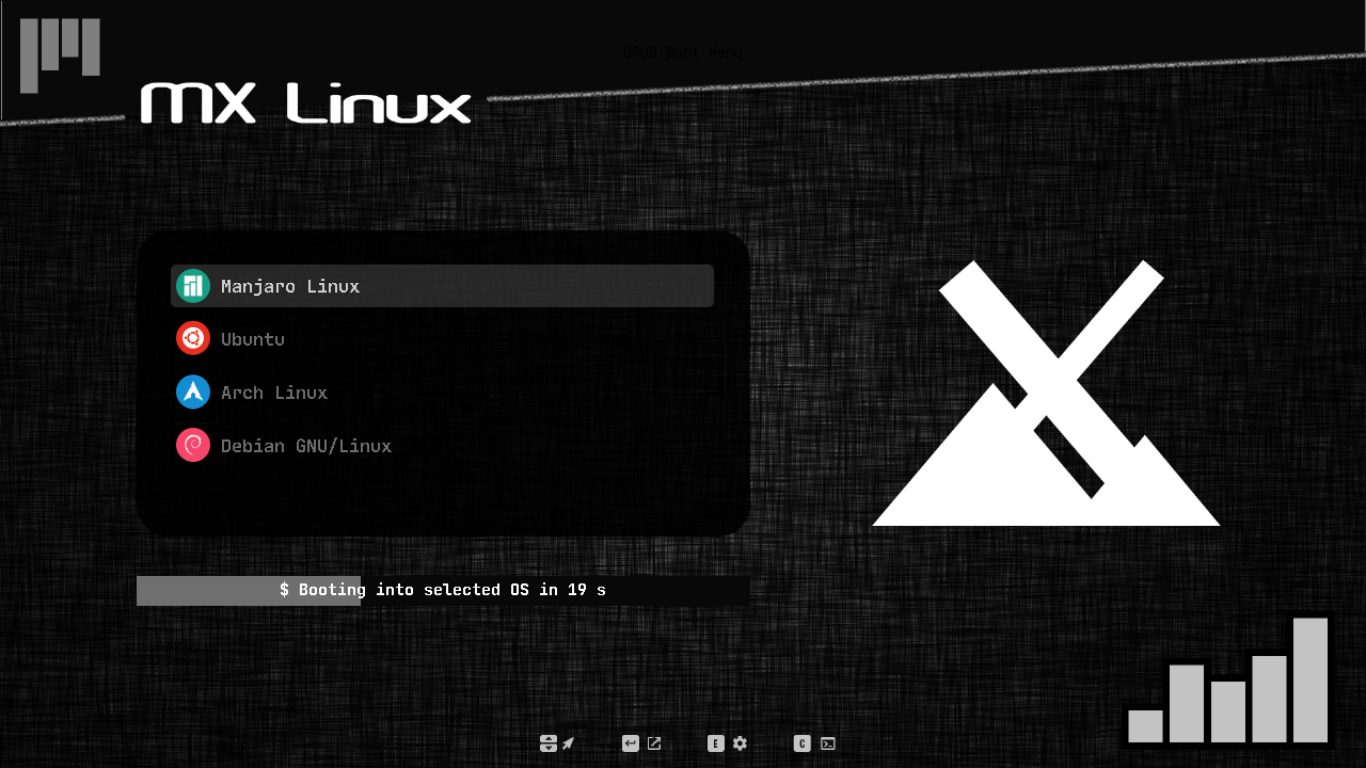 GRUB Boot Menu
MX Linux
Manjaro Linux
Ubuntu
Arch Linux
Debian GNU/Linux
$ Booting into selected OS in 19 s
E
C